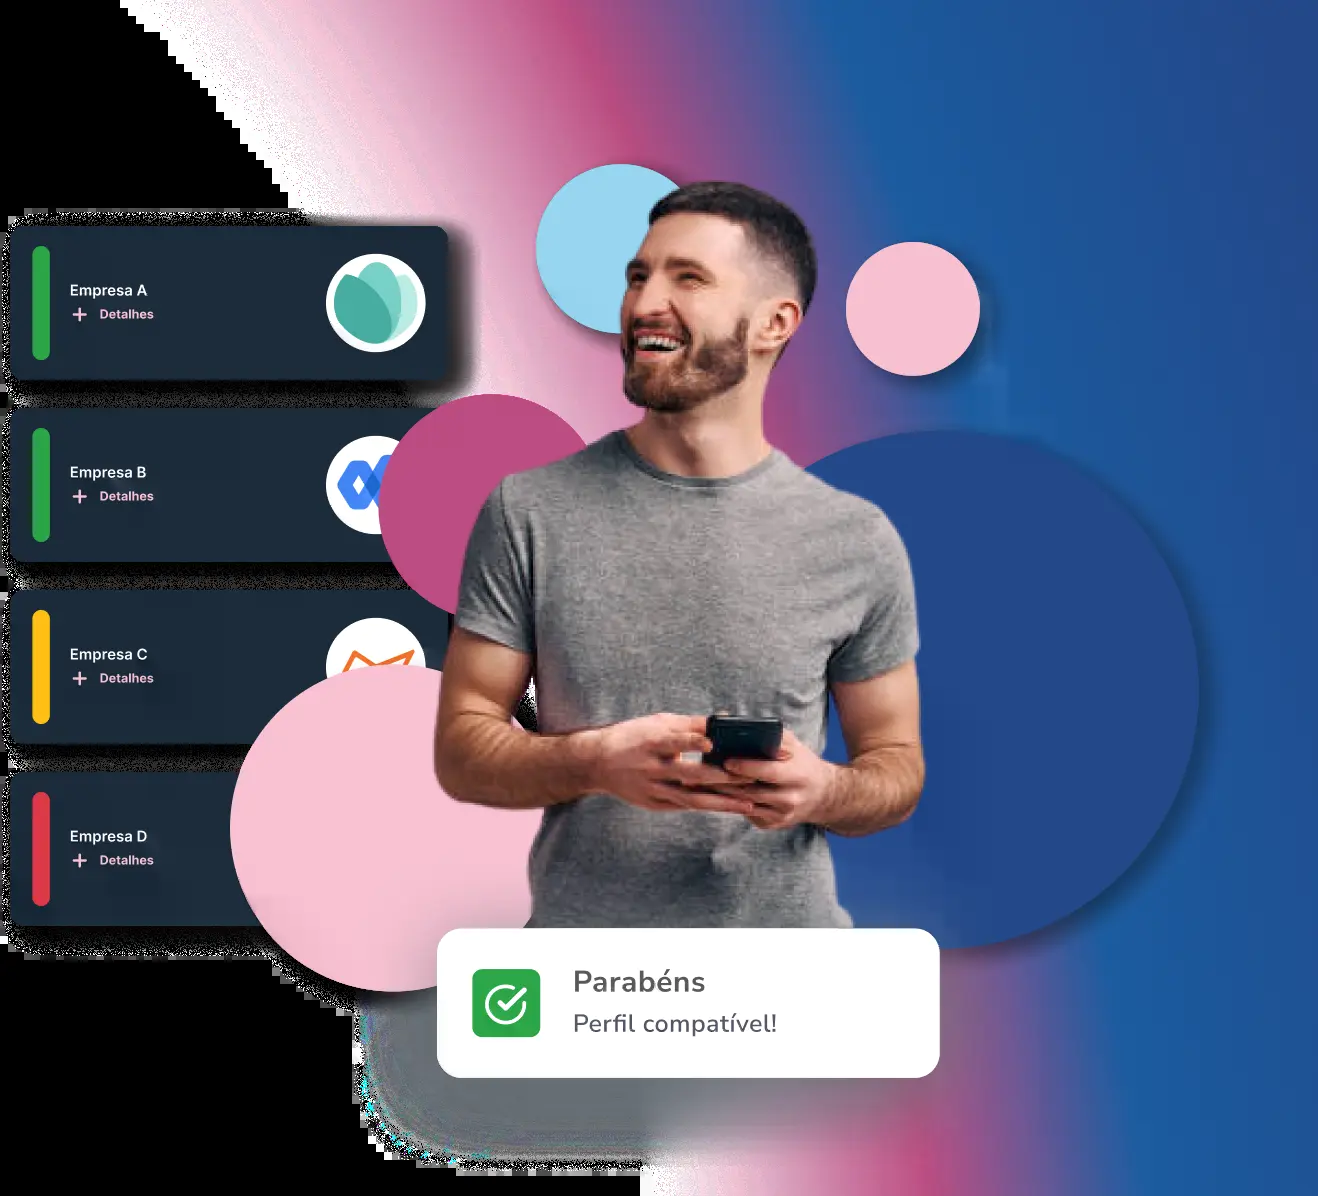 Empresa A
+ Detalhes
Empresa B
+ Detalhes
Empresa C
+ Detalhes
Empresa D
+ Detalhes
Parabéns
Perfil compatível!